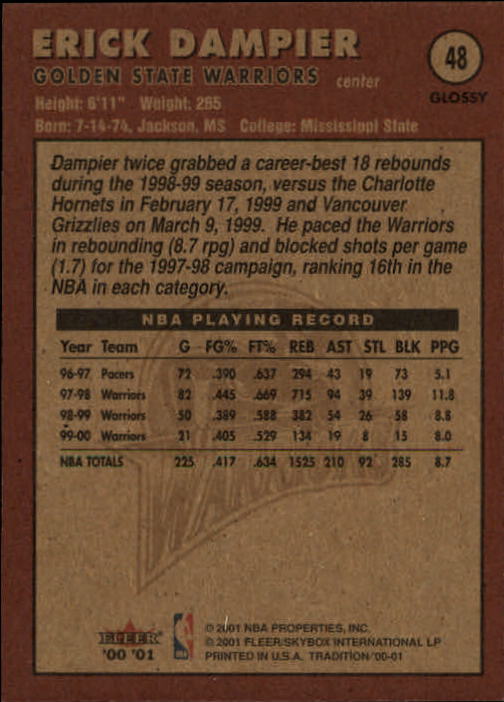 ERICK DAMPIER
48
GOLDEN STATE WARRIORS center
GLOSSY
Height: 6'11" Weight: 265
Born: 7-14-74, Jackson, MS College: Mississippi State
Dampier twice grabbed a career-best 18 rebounds
during the 1998-99 season, versus the Charlotte
Hornets in February 17, 1999 and Vancouver
Grizzlies on March 9, 1999. He paced the Warriors
in rebounding (8.7 rpg) and blocked shots per game
(1.7) for the 1997-98 campaign, ranking 16th in the
NBA in each category.
NBA PLAYING RECORD
Year Team G FG% FT% REB AST STL BLK PPG
96-97 Pacers 72 .390 .637 294 43 19 73 5.1
97-98 Warriors 82 .445 .669 715 94 39 139 11.8
98-99 Warriors 50 .389 .588 382 54 26 58 8.8
99-00 Warriors 21 .405 .529 134 19 8 15 8.0
NBA TOTALS 225 .417 .634 1525 210 92 285 8.7
WARRIORS
FLEER
'00 '01
© 2001 NBA PROPERTIES, INC.
© 2001 FLEER/SKYBOX INTERNATIONAL LP
PRINTED IN U.S.A. TRADITION/'00-01